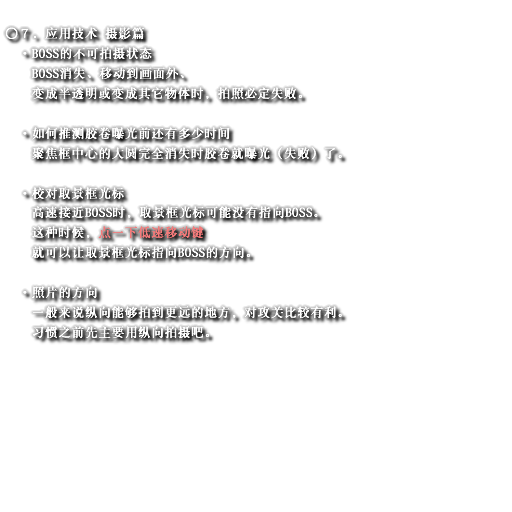 ○７、应用技术 摄影篇
・BOSS的不可拍摄状态
BOSS消失、移动到画面外、
变成半透明或变成其它物体时，拍照必定失败。
・如何推测胶卷曝光前还有多少时间
聚焦框中心的大圆完全消失时胶卷就曝光（失败）了。
・校对取景框光标
高速接近BOSS时，取景框光标可能没有指向BOSS。
这种时候，点一下低速移动键
就可以让取景框光标指向BOSS的方向。
・照片的方向
一般来说纵向能够拍到更远的地方，对攻关比较有利。
习惯之前先主要用纵向拍摄吧。